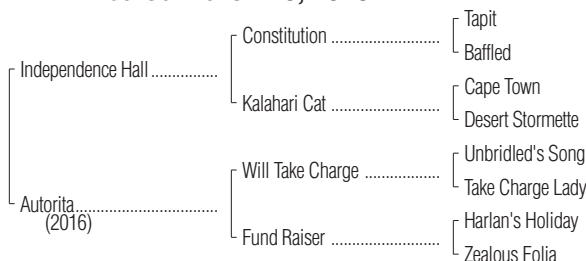 Independence Hall ................
Constitution ..........................
Tapit
Baffled
Kalahari Cat ..........................
Cape Town
Desert Stormette
Autorita ..................................
(2016)
Will Take Charge ..................
Unbridled's Song
Take Charge Lady
Fund Raiser ..........................
Harlan's Holiday
Zealous Folia